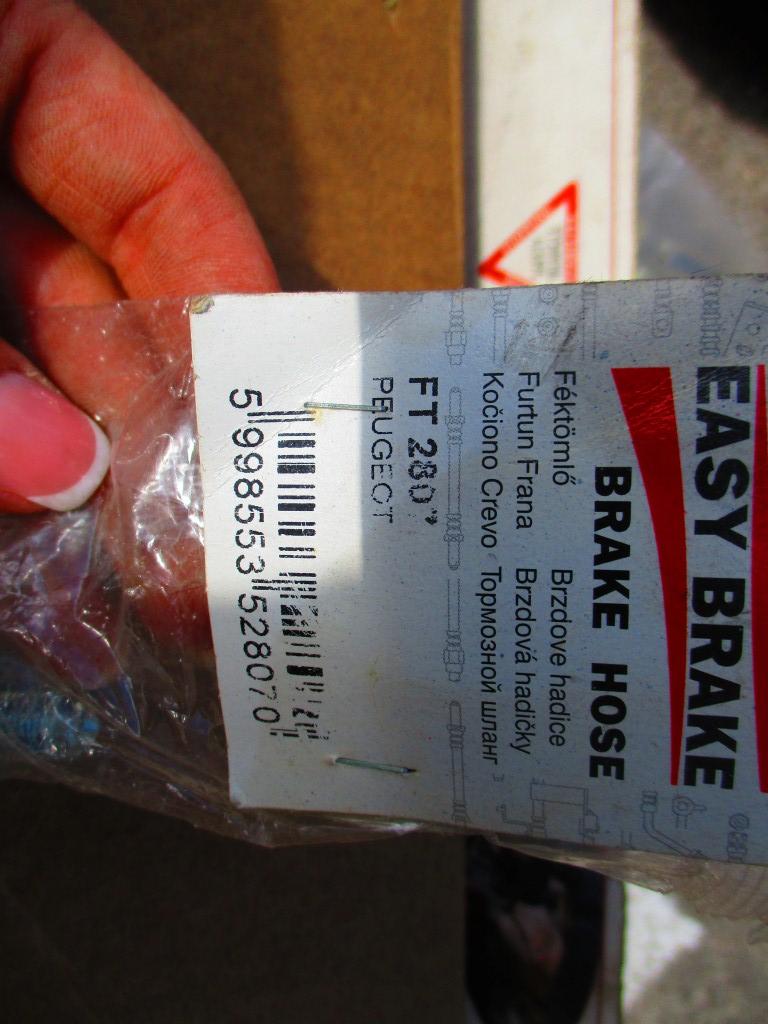 EASY BRAKE
BRAKE HOSE
Féktömlő Brzdove hadice
Furtun Frana Brzdová hadičky
Kočiono Crevo Тормозной шланг
FT 280
PEUGECT
5 998553 528070